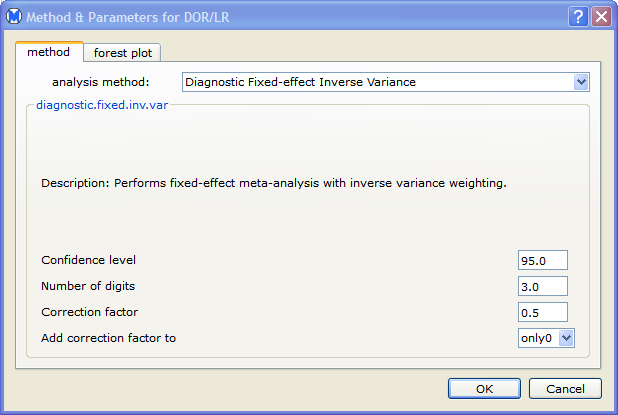 Method & Parameters for DOR/LR
method
forest plot
analysis method:
Diagnostic Fixed-effect Inverse Variance
diagnostic.fixed.inv.var
Description: Performs fixed-effect meta-analysis with inverse variance weighting.
Confidence level
95.0
Number of digits
3.0
Correction factor
0.5
Add correction factor to
only0
OK
Cancel